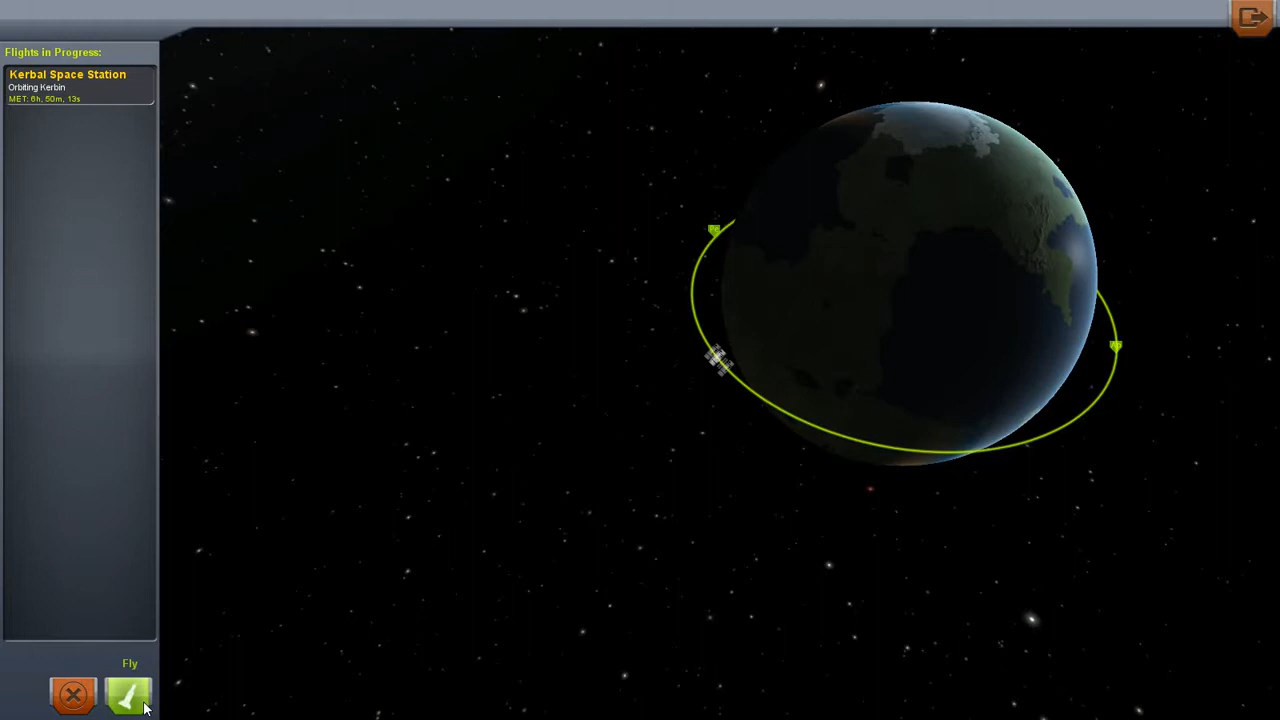 Flights in Progress:
Kerbal Space Station
Orbiting Kerbin
MET: 6h, 50m, 13s
Fly